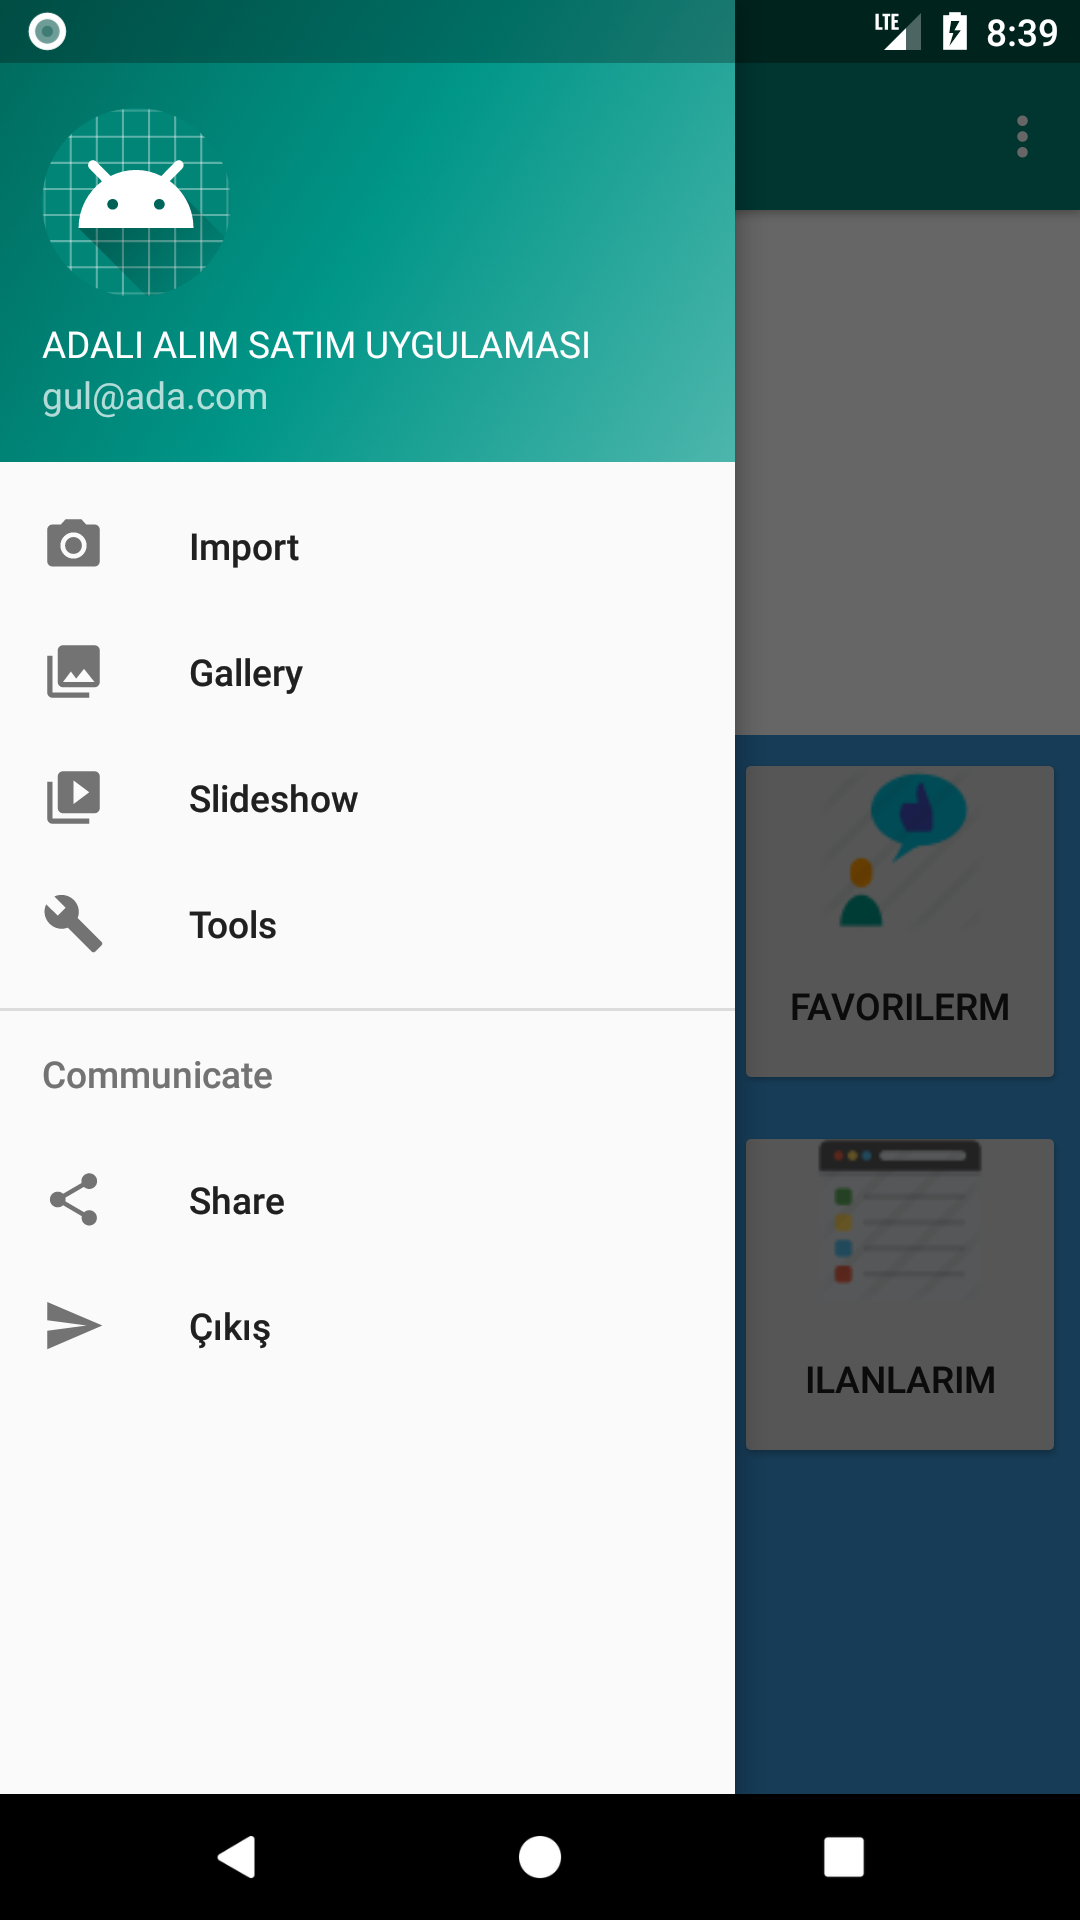 LTE 8:39
ADALI ALIM SATIM UYGULAMASI
gul@ada.com
Import
Gallery
Slideshow
Tools
Communicate
Share
Çıkış
FAVORILERM
ILANLARIM